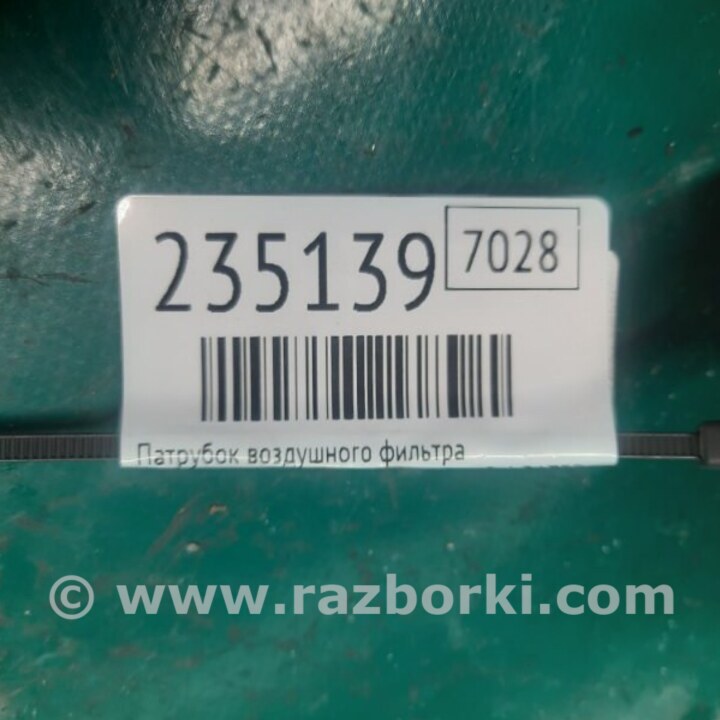 235139 7028
Патрубок воздушного фильтра
© www.razborki.com